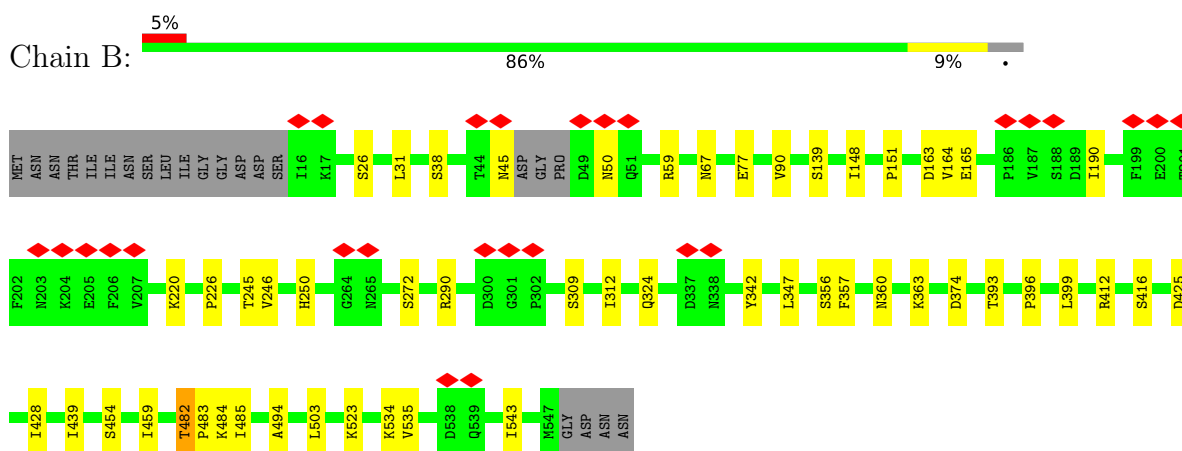 5%
Chain B:
86% 9% •
MET ASN ASN THR ILE ILE ASN SER LEU ILE GLY GLY ASP ASP SER I16 K17 S26 L31 S38 T44 N45 ASP GLY PRO D49 N50 Q51 R59 N67 E77 V90 S139 I148 P151 D163 V164 E165 P186 V187 S188 D189 I190 F199 E200 T201
F202 N203 K204 E205 F206 V207 K220 P226 T245 V246 H250 G264 N265 S272 R290 D300 G301 P302 S309 I312 Q324 D337 N338 Y342 L347 S356 F357 N360 K363 D374 T393 P396 L399 R412 S416 D425
I428 I439 S454 I459 T482 P483 K484 I485 A494 L503 K523 K534 V535 D538 Q539 I543 M547 GLY ASP ASN ASN